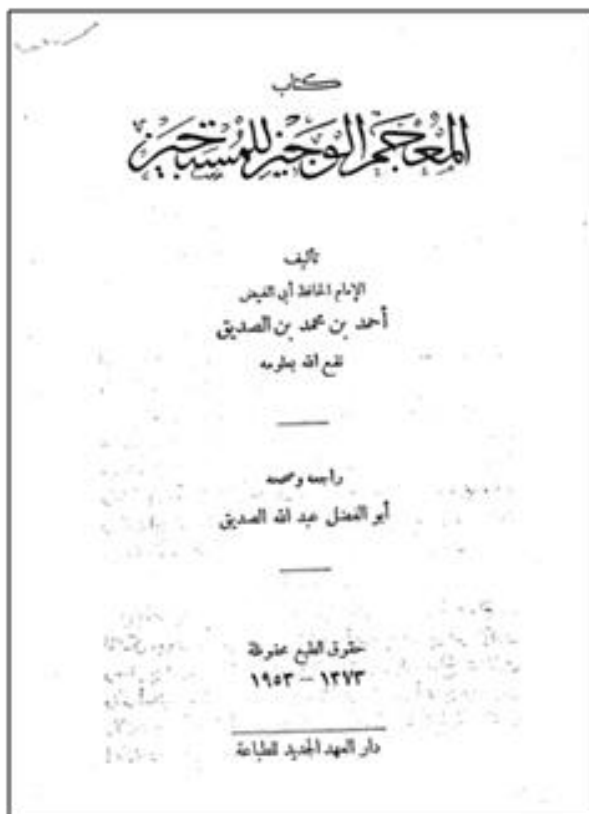 كتاب
المعجم الوجيز للمستجيز
تأليف
الإمام الحافظ أبي الفيض
أحمد بن محمد بن الصديق
نفع الله بعلومه
راجعه وصححه
أبو الفضل عبد الله الصديق
حقوق الطبع محفوظة
١٣٧٣ – ١٩٥٣
دار العهد الجديد للطباعة